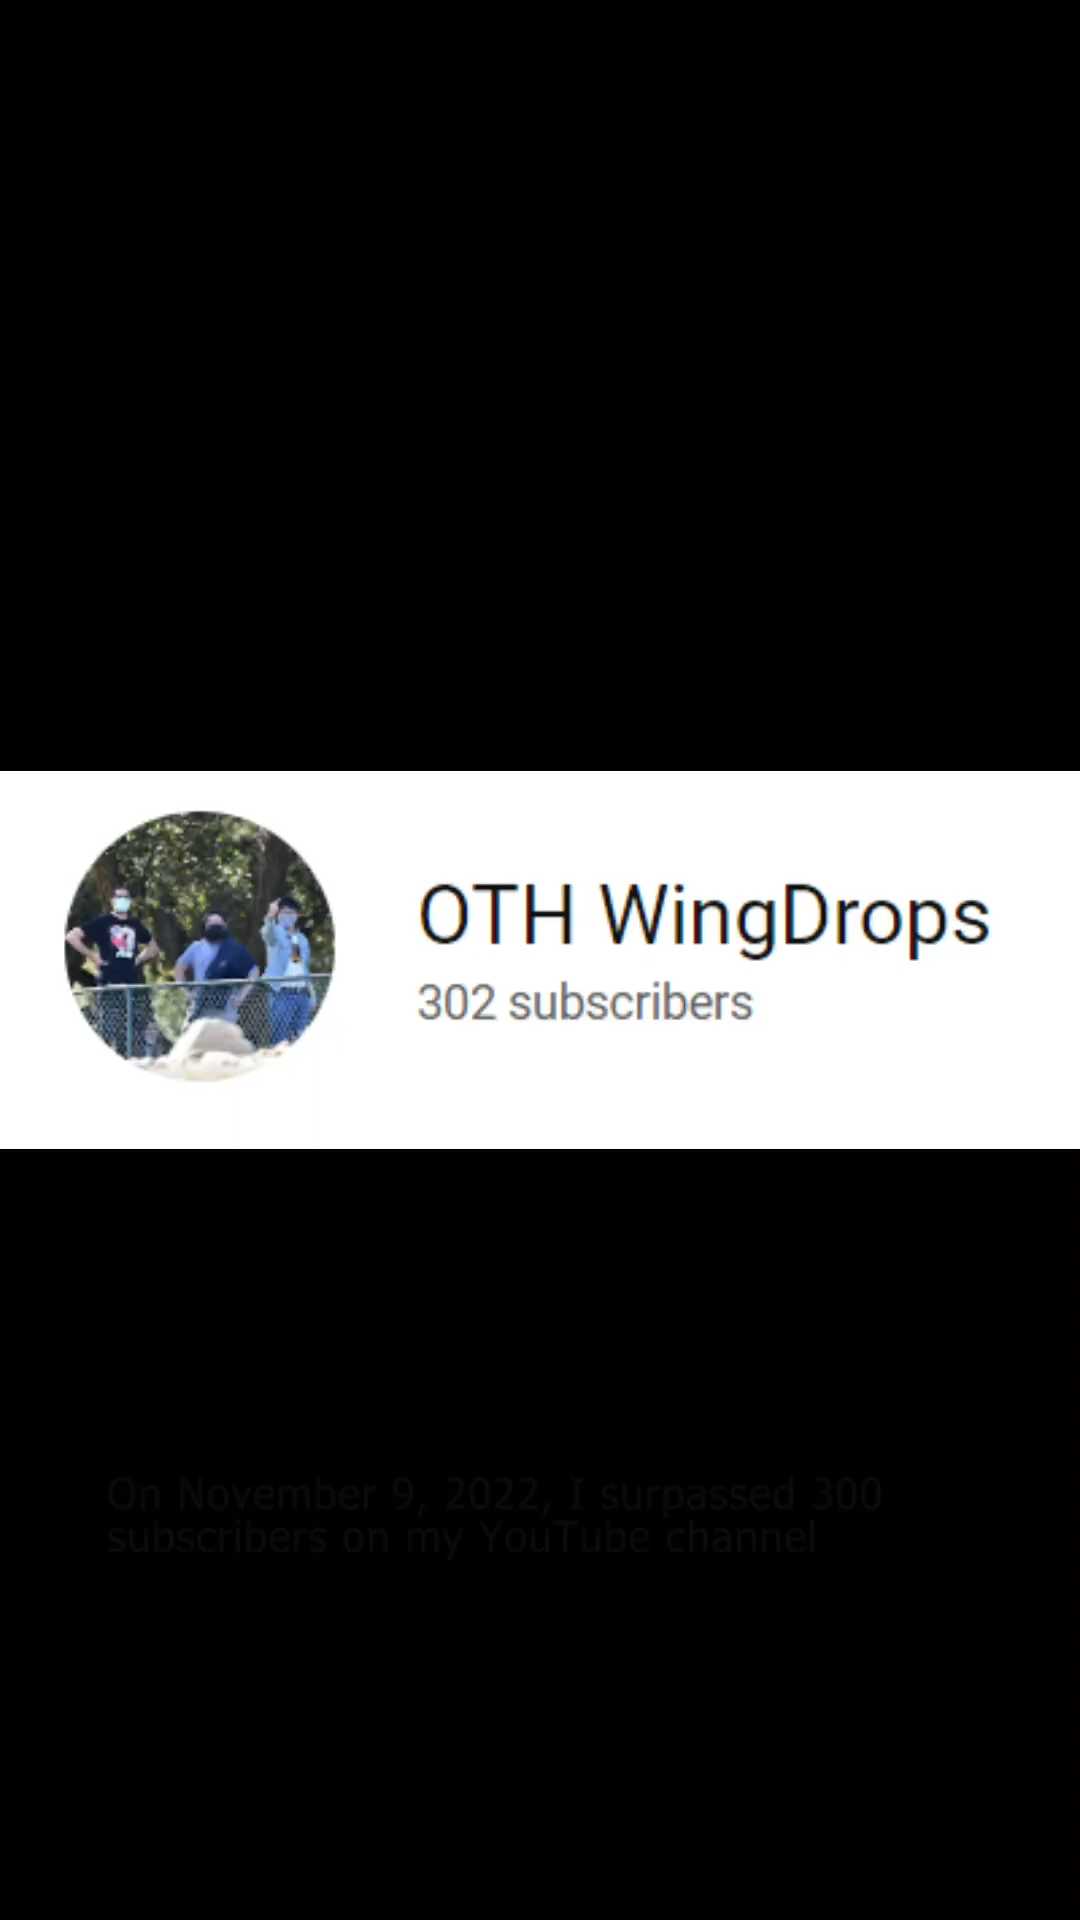 OTH WingDrops
302 subscribers
On November 9, 2022, I surpassed 300
subscribers on my YouTube channel